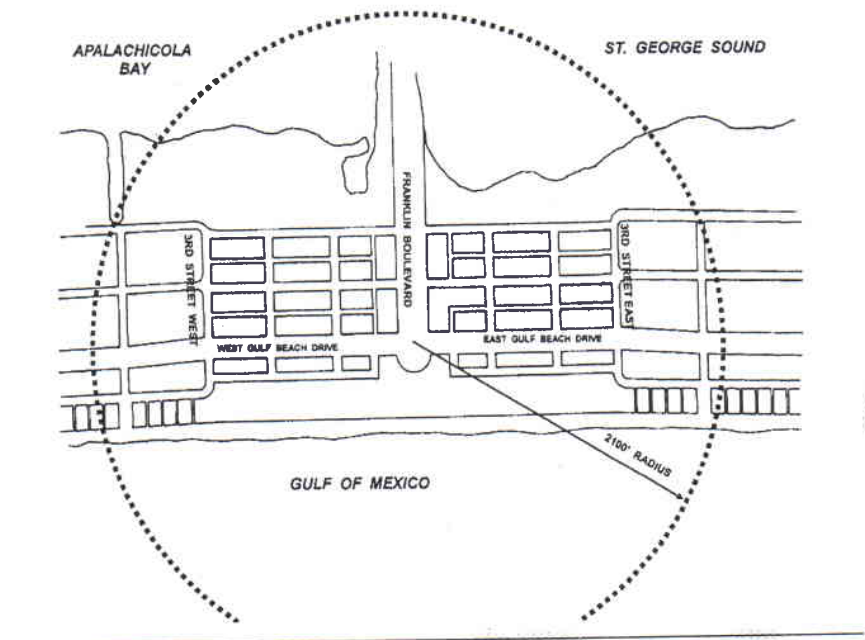 APALACHICOLA
BAY
ST. GEORGE SOUND
FRANKLIN BOULEVARD
3RD STREET WEST
3RD STREET EAST
WEST GULF BEACH DRIVE
EAST GULF BEACH DRIVE
2100' RADIUS
GULF OF MEXICO